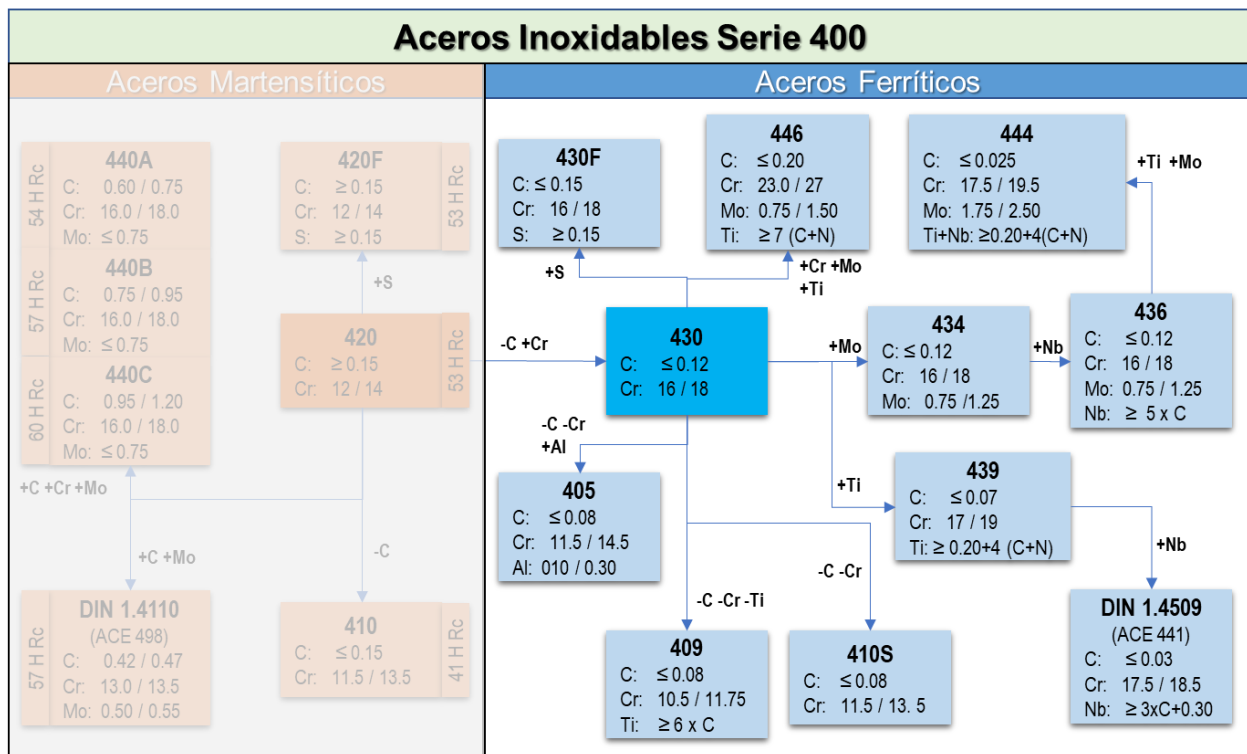 Aceros Inoxidables Serie 400
Aceros Martensíticos
54 H Rc
440A
C: 0.60 / 0.75
Cr: 16.0 / 18.0
Mo: ≤ 0.75
57 H Rc
440B
C: 0.75 / 0.95
Cr: 16.0 / 18.0
Mo: ≤ 0.75
60 H Rc
440C
C: 0.95 / 1.20
Cr: 16.0 / 18.0
Mo: ≤ 0.75
420F
C: ≥ 0.15
Cr: 12 / 14
S: ≥ 0.15
53 H Rc
+S
420
C: ≥ 0.15
Cr: 12 / 14
53 H Rc
+C +Cr +Mo
+C +Mo
-C
57 H Rc
DIN 1.4110
(ACE 498)
C: 0.42 / 0.47
Cr: 13.0 / 13.5
Mo: 0.50 / 0.55
410
C: ≤ 0.15
Cr: 11.5 / 13.5
41 H Rc
Aceros Ferríticos
430F
C: ≤ 0.15
Cr: 16 / 18
S: ≥ 0.15
446
C: ≤ 0.20
Cr: 23.0 / 27
Mo: 0.75 / 1.50
Ti: ≥ 7 (C+N)
444
C: ≤ 0.025
Cr: 17.5 / 19.5
Mo: 1.75 / 2.50
Ti+Nb: ≥0.20+4(C+N)
+Ti +Mo
+S
+Cr +Mo
+Ti
-C +Cr
430
C: ≤ 0.12
Cr: 16 / 18
+Mo
434
C: ≤ 0.12
Cr: 16 / 18
Mo: 0.75 /1.25
+Nb
436
C: ≤ 0.12
Cr: 16 / 18
Mo: 0.75 / 1.25
Nb: ≥ 5 x C
-C -Cr
+Al
405
C: ≤ 0.08
Cr: 11.5 / 14.5
Al: 010 / 0.30
+Ti
439
C: ≤ 0.07
Cr: 17 / 19
Ti: ≥ 0.20+4 (C+N)
+Nb
-C -Cr
-C -Cr -Ti
409
C: ≤ 0.08
Cr: 10.5 / 11.75
Ti: ≥ 6 x C
410S
C: ≤ 0.08
Cr: 11.5 / 13. 5
DIN 1.4509
(ACE 441)
C: ≤ 0.03
Cr: 17.5 / 18.5
Nb: ≥ 3xC+0.30